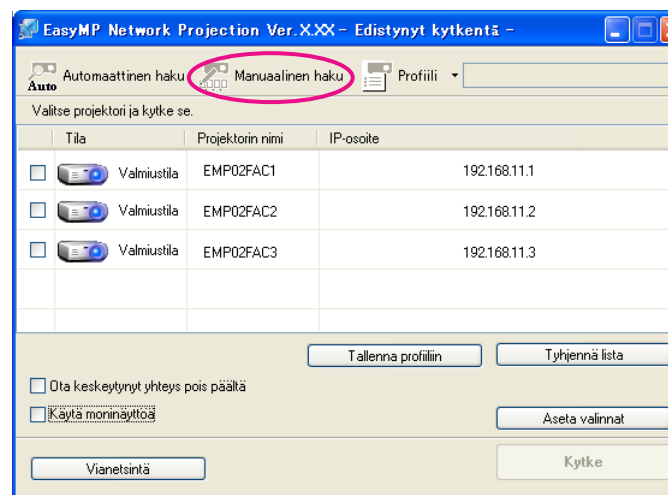 EasyMP Network Projection Ver.X.XX – Edistynyt kytkentä –
Auto Automaattinen haku Manuaalinen haku Profiili
Valitse projektori ja kytke se.
Tila Projektorin nimi IP-osoite
Valmiustila EMP02FAC1 192.168.11.1
Valmiustila EMP02FAC2 192.168.11.2
Valmiustila EMP02FAC3 192.168.11.3
Tallenna profiiliin Tyhjennä lista
Ota keskeytynyt yhteys pois päältä
Käytä moninäyttöä
Aseta valinnat
Vianetsintä Kytke